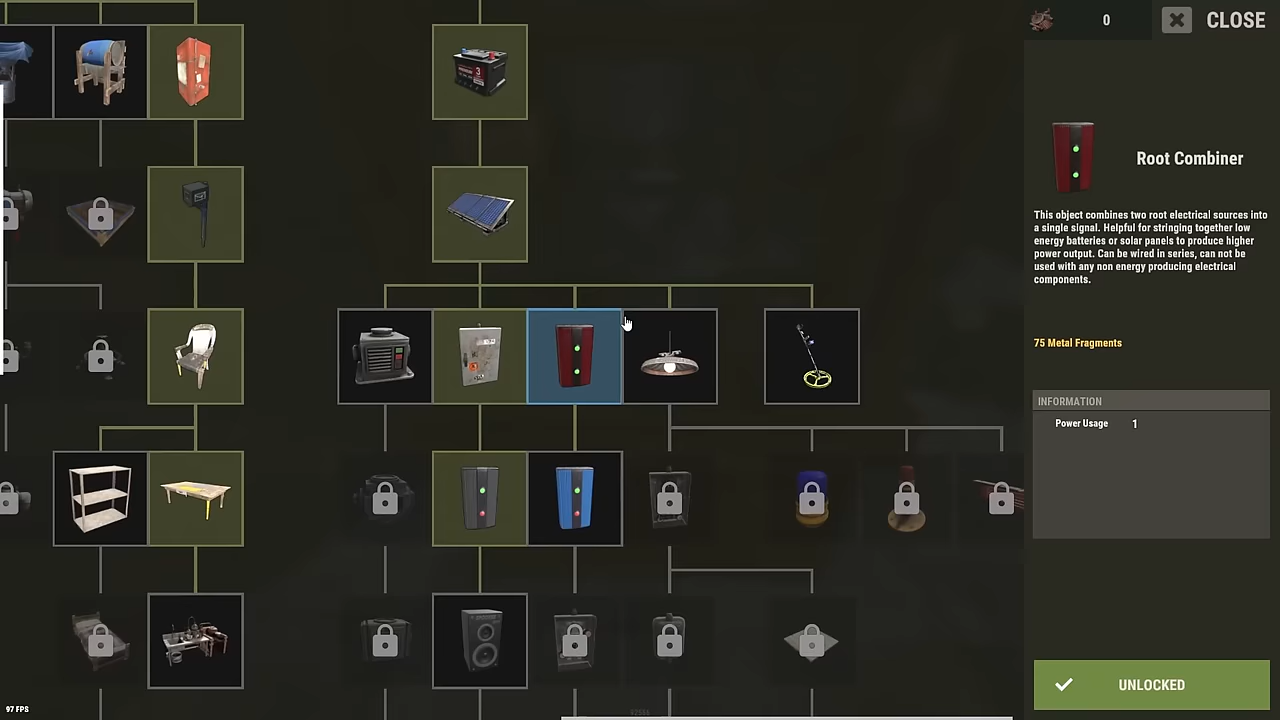 0
CLOSE
Root Combiner
This object combines two root electrical sources into
a single signal. Helpful for stringing together low
energy batteries or solar panels to produce higher
power output. Can be wired in series, can not be
used with any non energy producing electrical
components.
75 Metal Fragments
INFORMATION
Power Usage 1
UNLOCKED
97 FPS